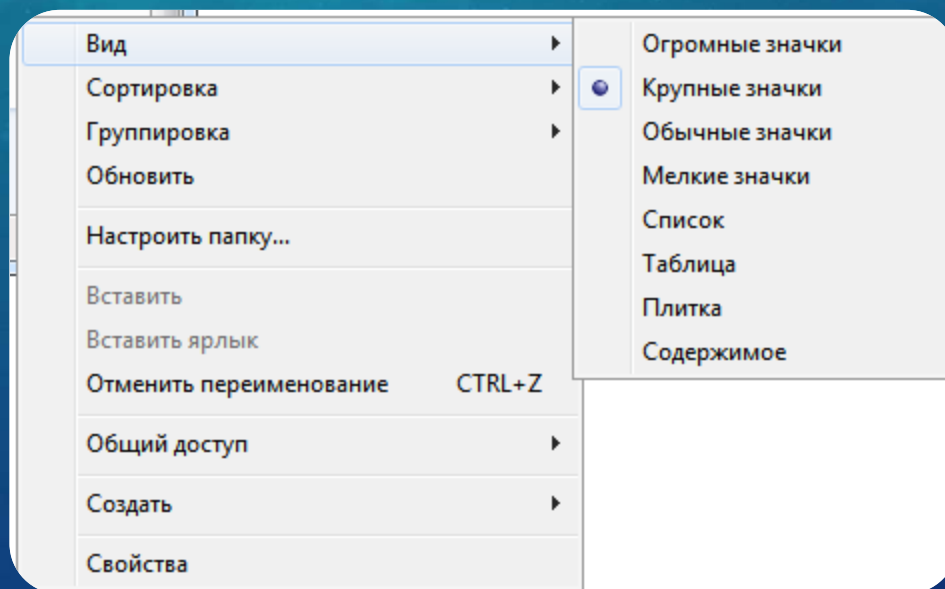 Вид
Сортировка
Группировка
Обновить
Настроить папку...
Вставить
Вставить ярлык
Отменить переименование CTRL+Z
Общий доступ
Создать
Свойства
Огромные значки
Крупные значки
Обычные значки
Мелкие значки
Список
Таблица
Плитка
Содержимое